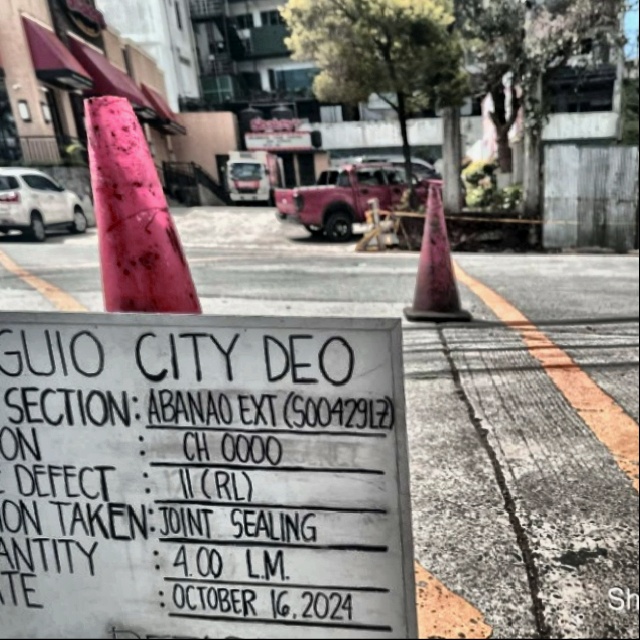 GUIO CITY DEO
SECTION: ABANAO EXT (S00429LZ)
ON : CH 0000
DEFECT : 11 (RL)
ION TAKEN: JOINT SEALING
ANTITY : 4.00 L.M.
TE : OCTOBER 16, 2024
Sh